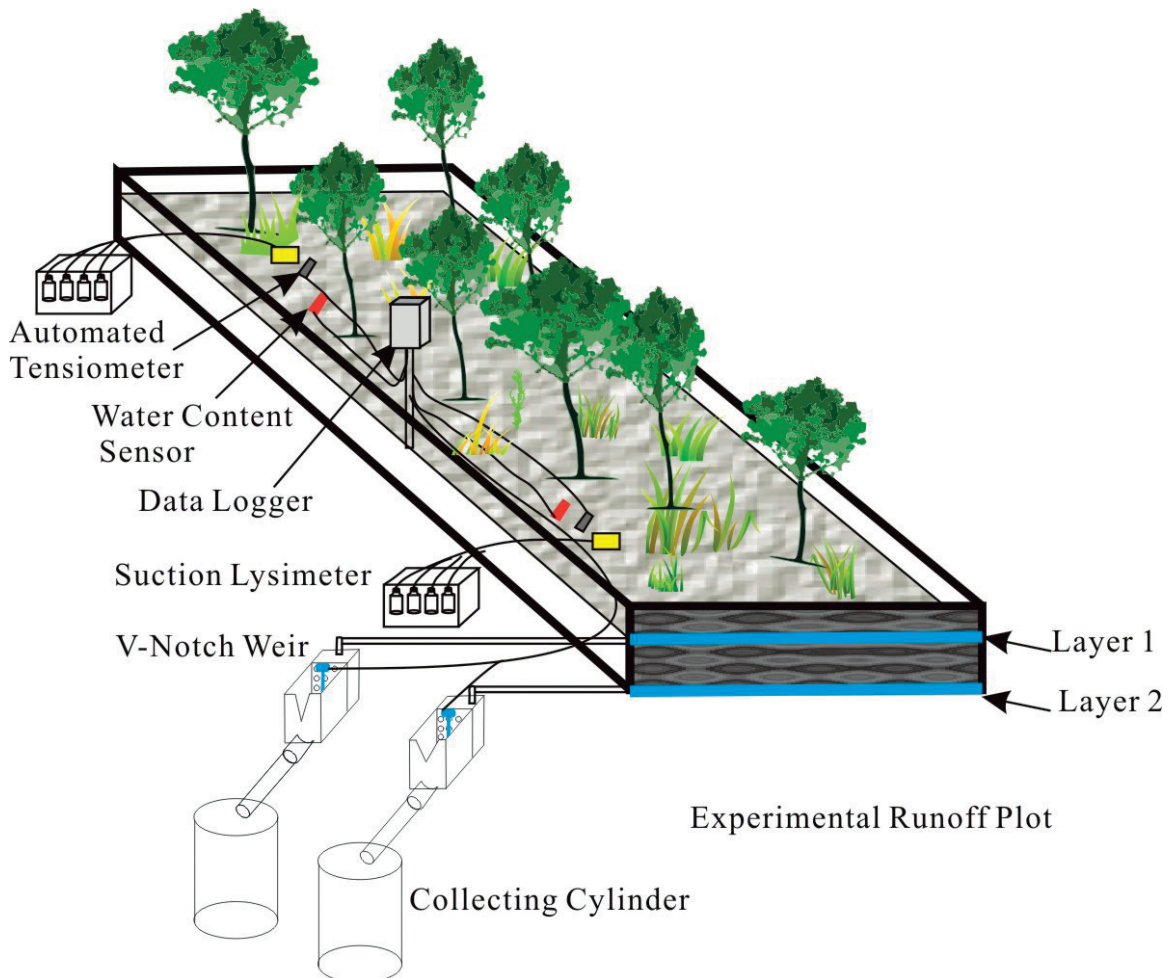 Automated
Tensiometer
Water Content
Sensor
Data Logger
Suction Lysimeter
V-Notch Weir
Layer 1
Layer 2
Experimental Runoff Plot
Collecting Cylinder